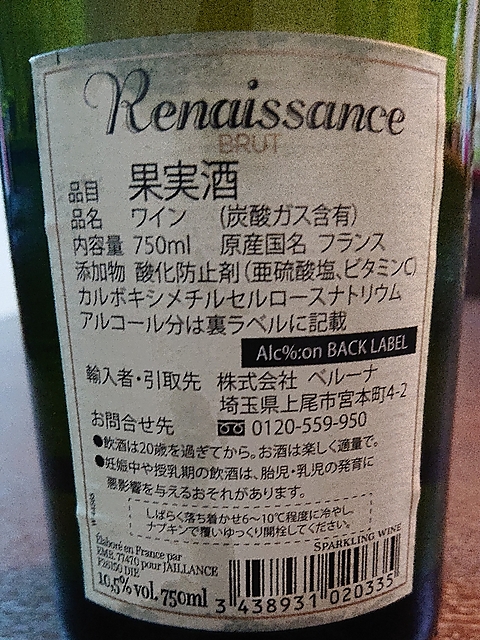 Renaissance
BRUT
品目 果実酒
品名 ワイン (炭酸ガス含有)
内容量 750ml 原産国名 フランス
添加物 酸化防止剤(亜硫酸塩、ビタミンC)
カルボキシメチルセルロースナトリウム
アルコール分は裏ラベルに記載
Alc%:on BACK LABEL
輸入者・引取先 株式会社 ベルーナ
埼玉県上尾市宮本町4-2
お問合せ先 0120-559-950
●飲酒は20歳を過ぎてから。お酒は楽しく適量で。
●妊娠中や授乳期の飲酒は、胎児・乳児の発育に
悪影響を与えるおそれがあります。
しばらく落ち着かせ6～10℃程度に冷やし、
ナプキンで覆いゆっくり開栓してください。
SPARKLING WINE
Élaboré en France par
EMB. 77470 pour JAILLANCE
F26150 DIE
10,5% vol. 750ml
3 438931 020335